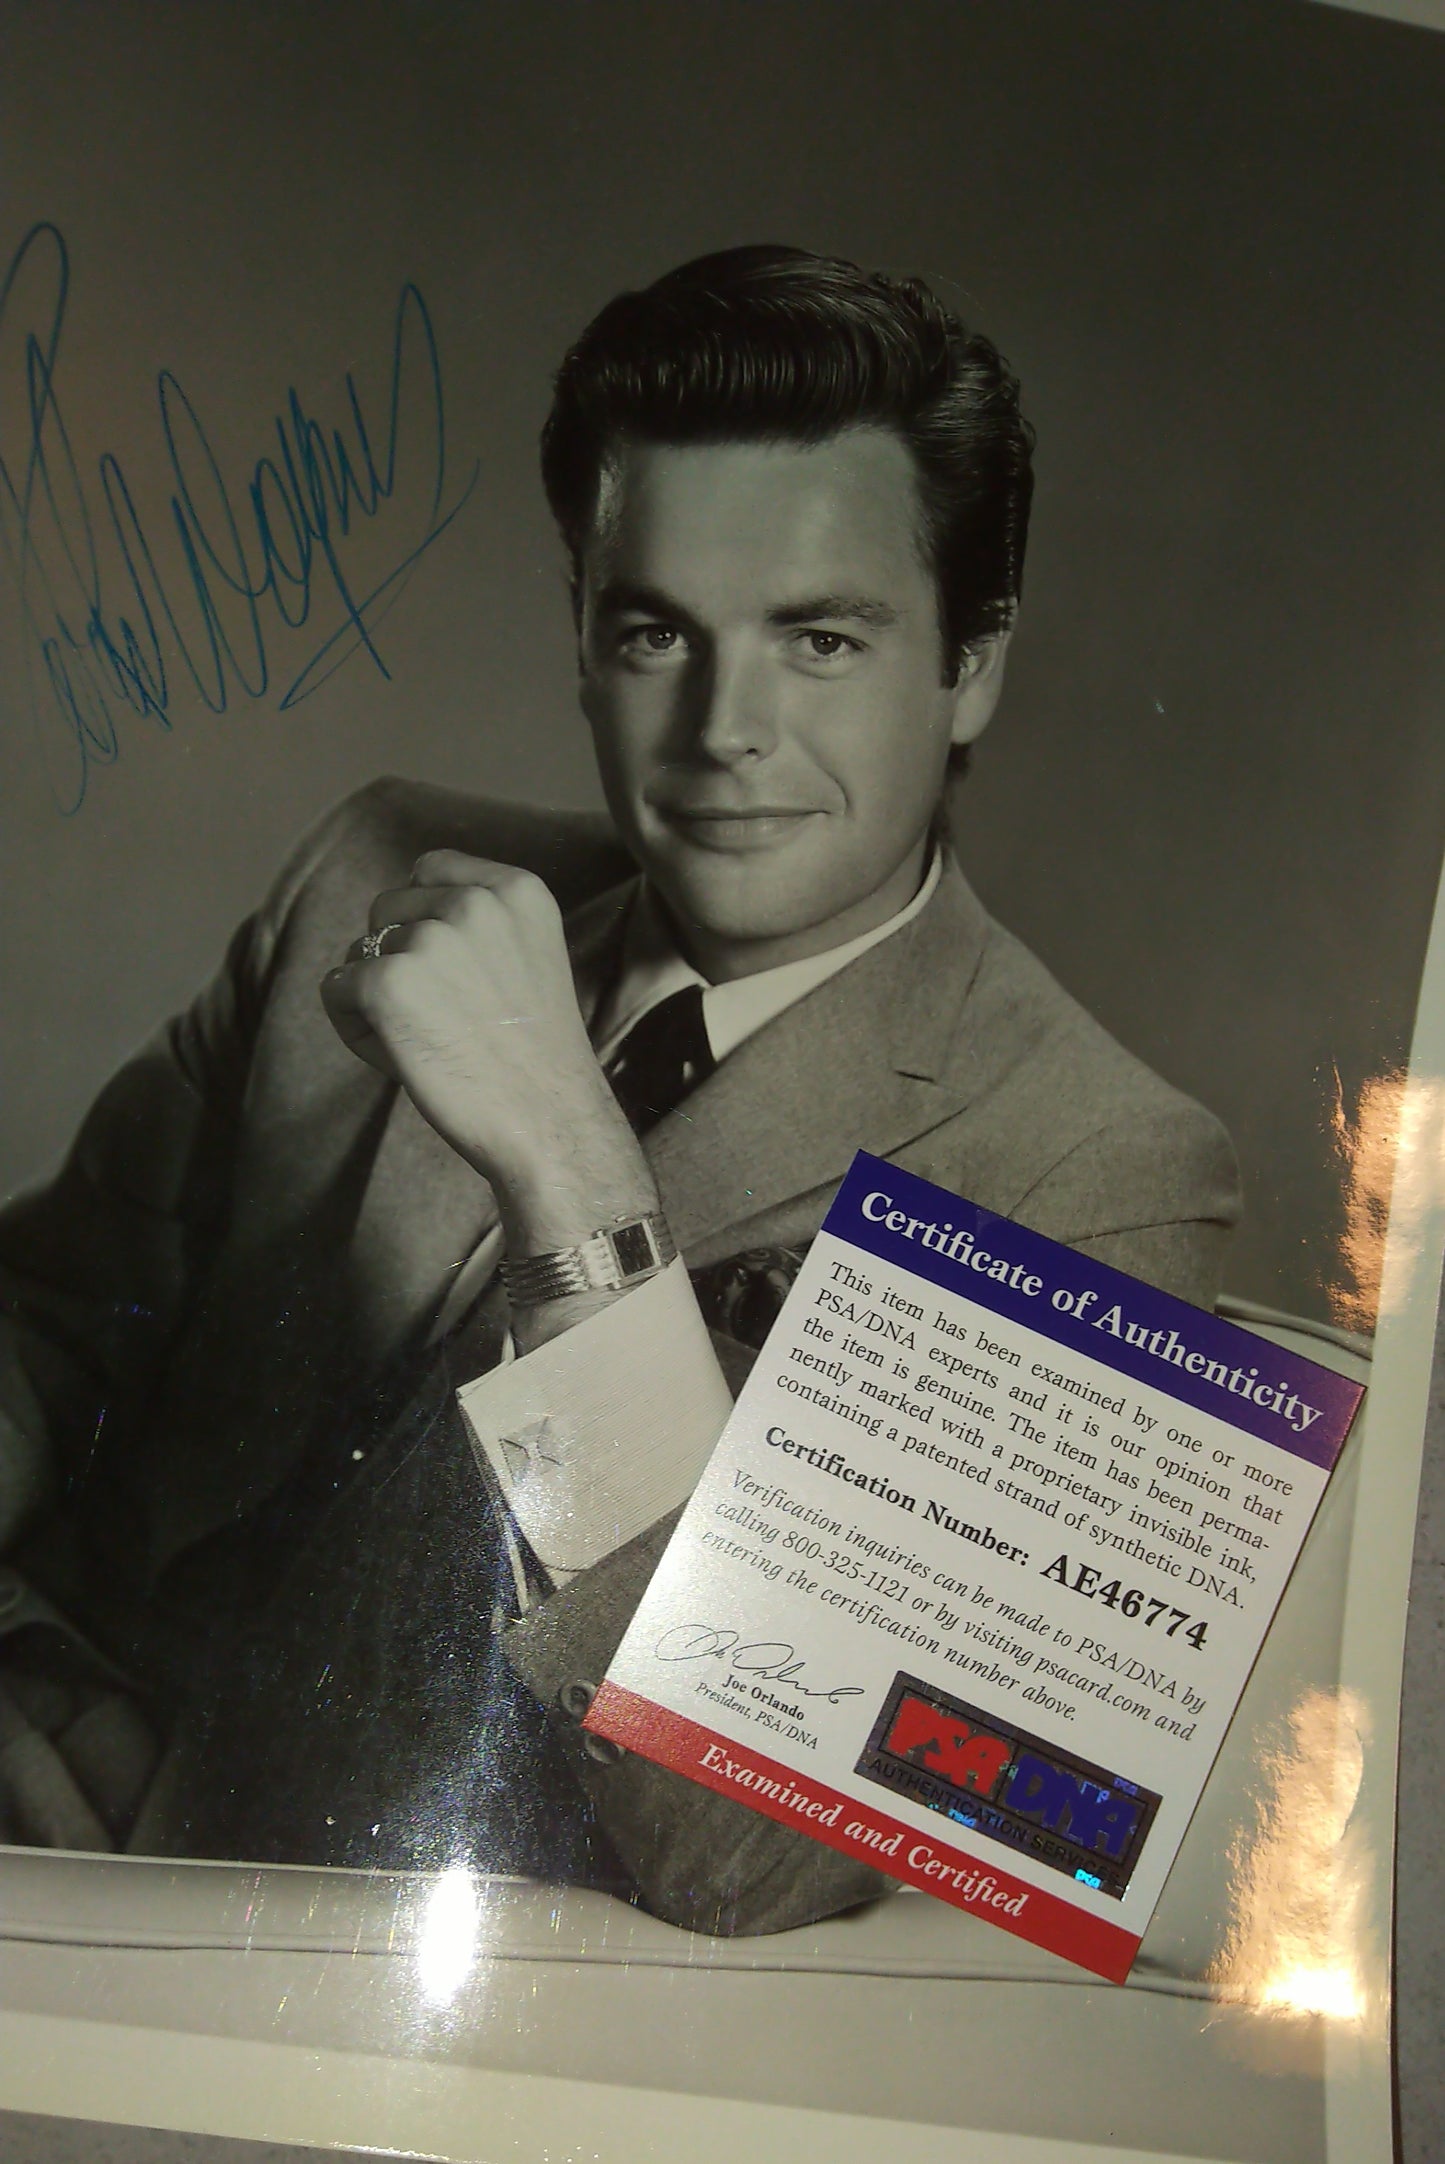 Certificate of Authenticity
This item has been examined by one or more
PSA/DNA experts and it is our opinion that
the item is genuine. The item has been perma-
nently marked with a proprietary invisible ink,
containing a patented strand of synthetic DNA.
Certification Number: AE46774
Verification inquiries can be made to PSA/DNA by
calling 800-325-1121 or by visiting psacard.com and
entering the certification number above.
Joe Orlando
President, PSA/DNA
PSA DNA
AUTHENTICATION SERVICES
Examined and Certified